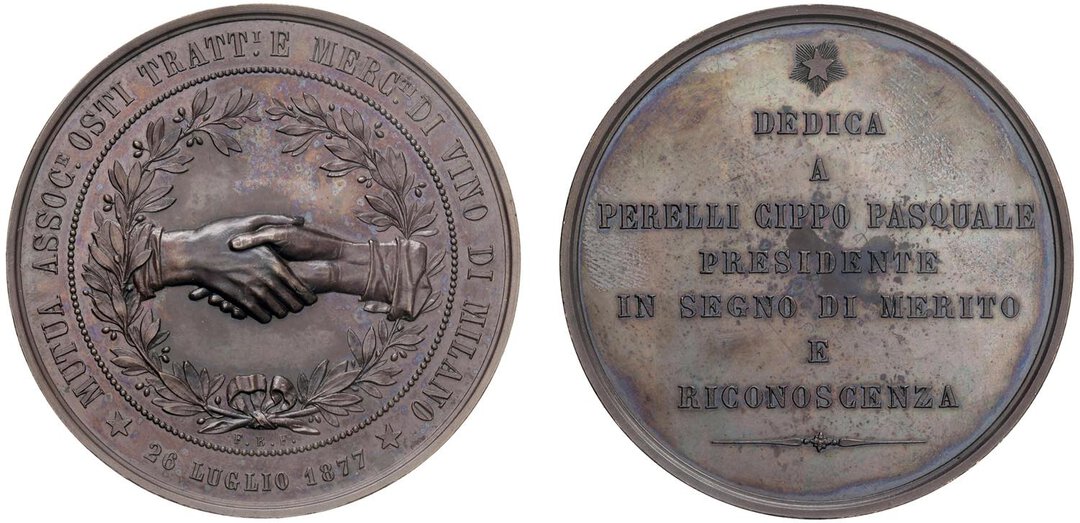 MUTUA ASSOC.E OSTI TRATT.I E MERC.TI DI VINO DI MILANO
F. B. F.
26 LUGLIO 1877
DEDICA
A
PERELLI CIPPO PASQUALE
PRESIDENTE
IN SEGNO DI MERITO
E
RICONOSCENZA